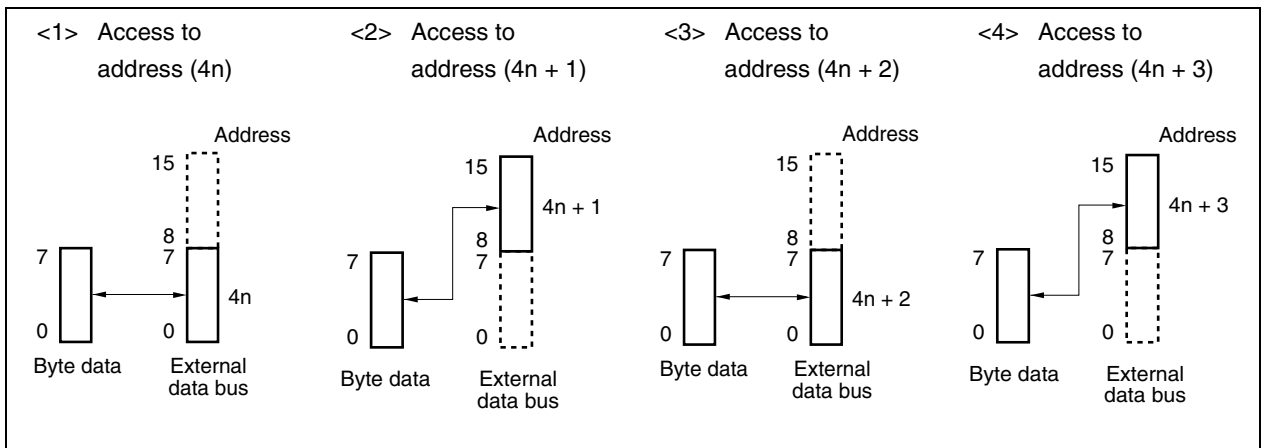 <1> Access to
address (4n)
Address
15
8
7
7
4n
0
0
Byte data
External
data bus
<2> Access to
address (4n + 1)
Address
15
4n + 1
8
7
7
0
0
Byte data
External
data bus
<3> Access to
address (4n + 2)
Address
15
8
7
7
4n + 2
0
0
Byte data
External
data bus
<4> Access to
address (4n + 3)
Address
15
4n + 3
8
7
7
0
0
Byte data
External
data bus